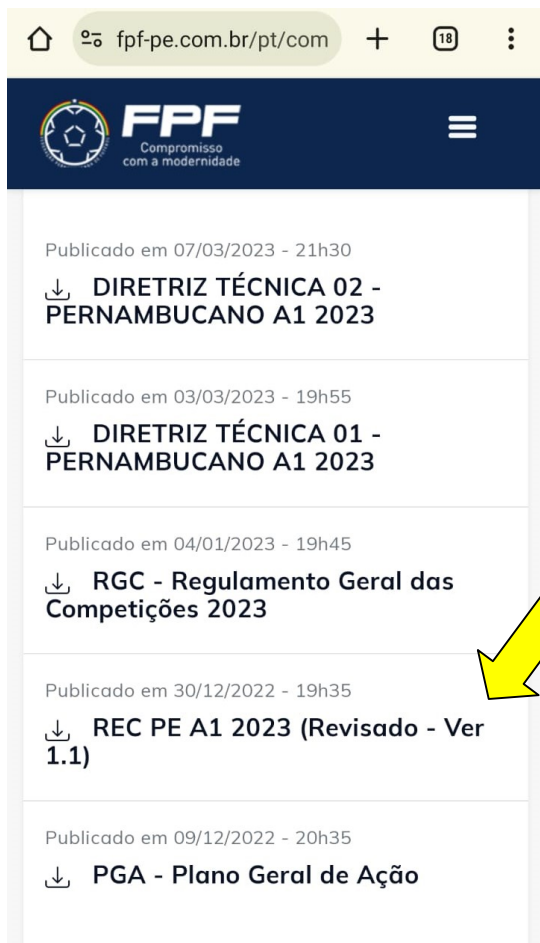 fpf-pe.com.br/pt/com
18
FPF
Compromisso
com a modernidade
Publicado em 07/03/2023 - 21h30
DIRETRIZ TÉCNICA 02 -
PERNAMBUCANO A1 2023
Publicado em 03/03/2023 - 19h55
DIRETRIZ TÉCNICA 01 -
PERNAMBUCANO A1 2023
Publicado em 04/01/2023 - 19h45
RGC - Regulamento Geral das
Competições 2023
Publicado em 30/12/2022 - 19h35
REC PE A1 2023 (Revisado - Ver
1.1)
Publicado em 09/12/2022 - 20h35
PGA - Plano Geral de Ação